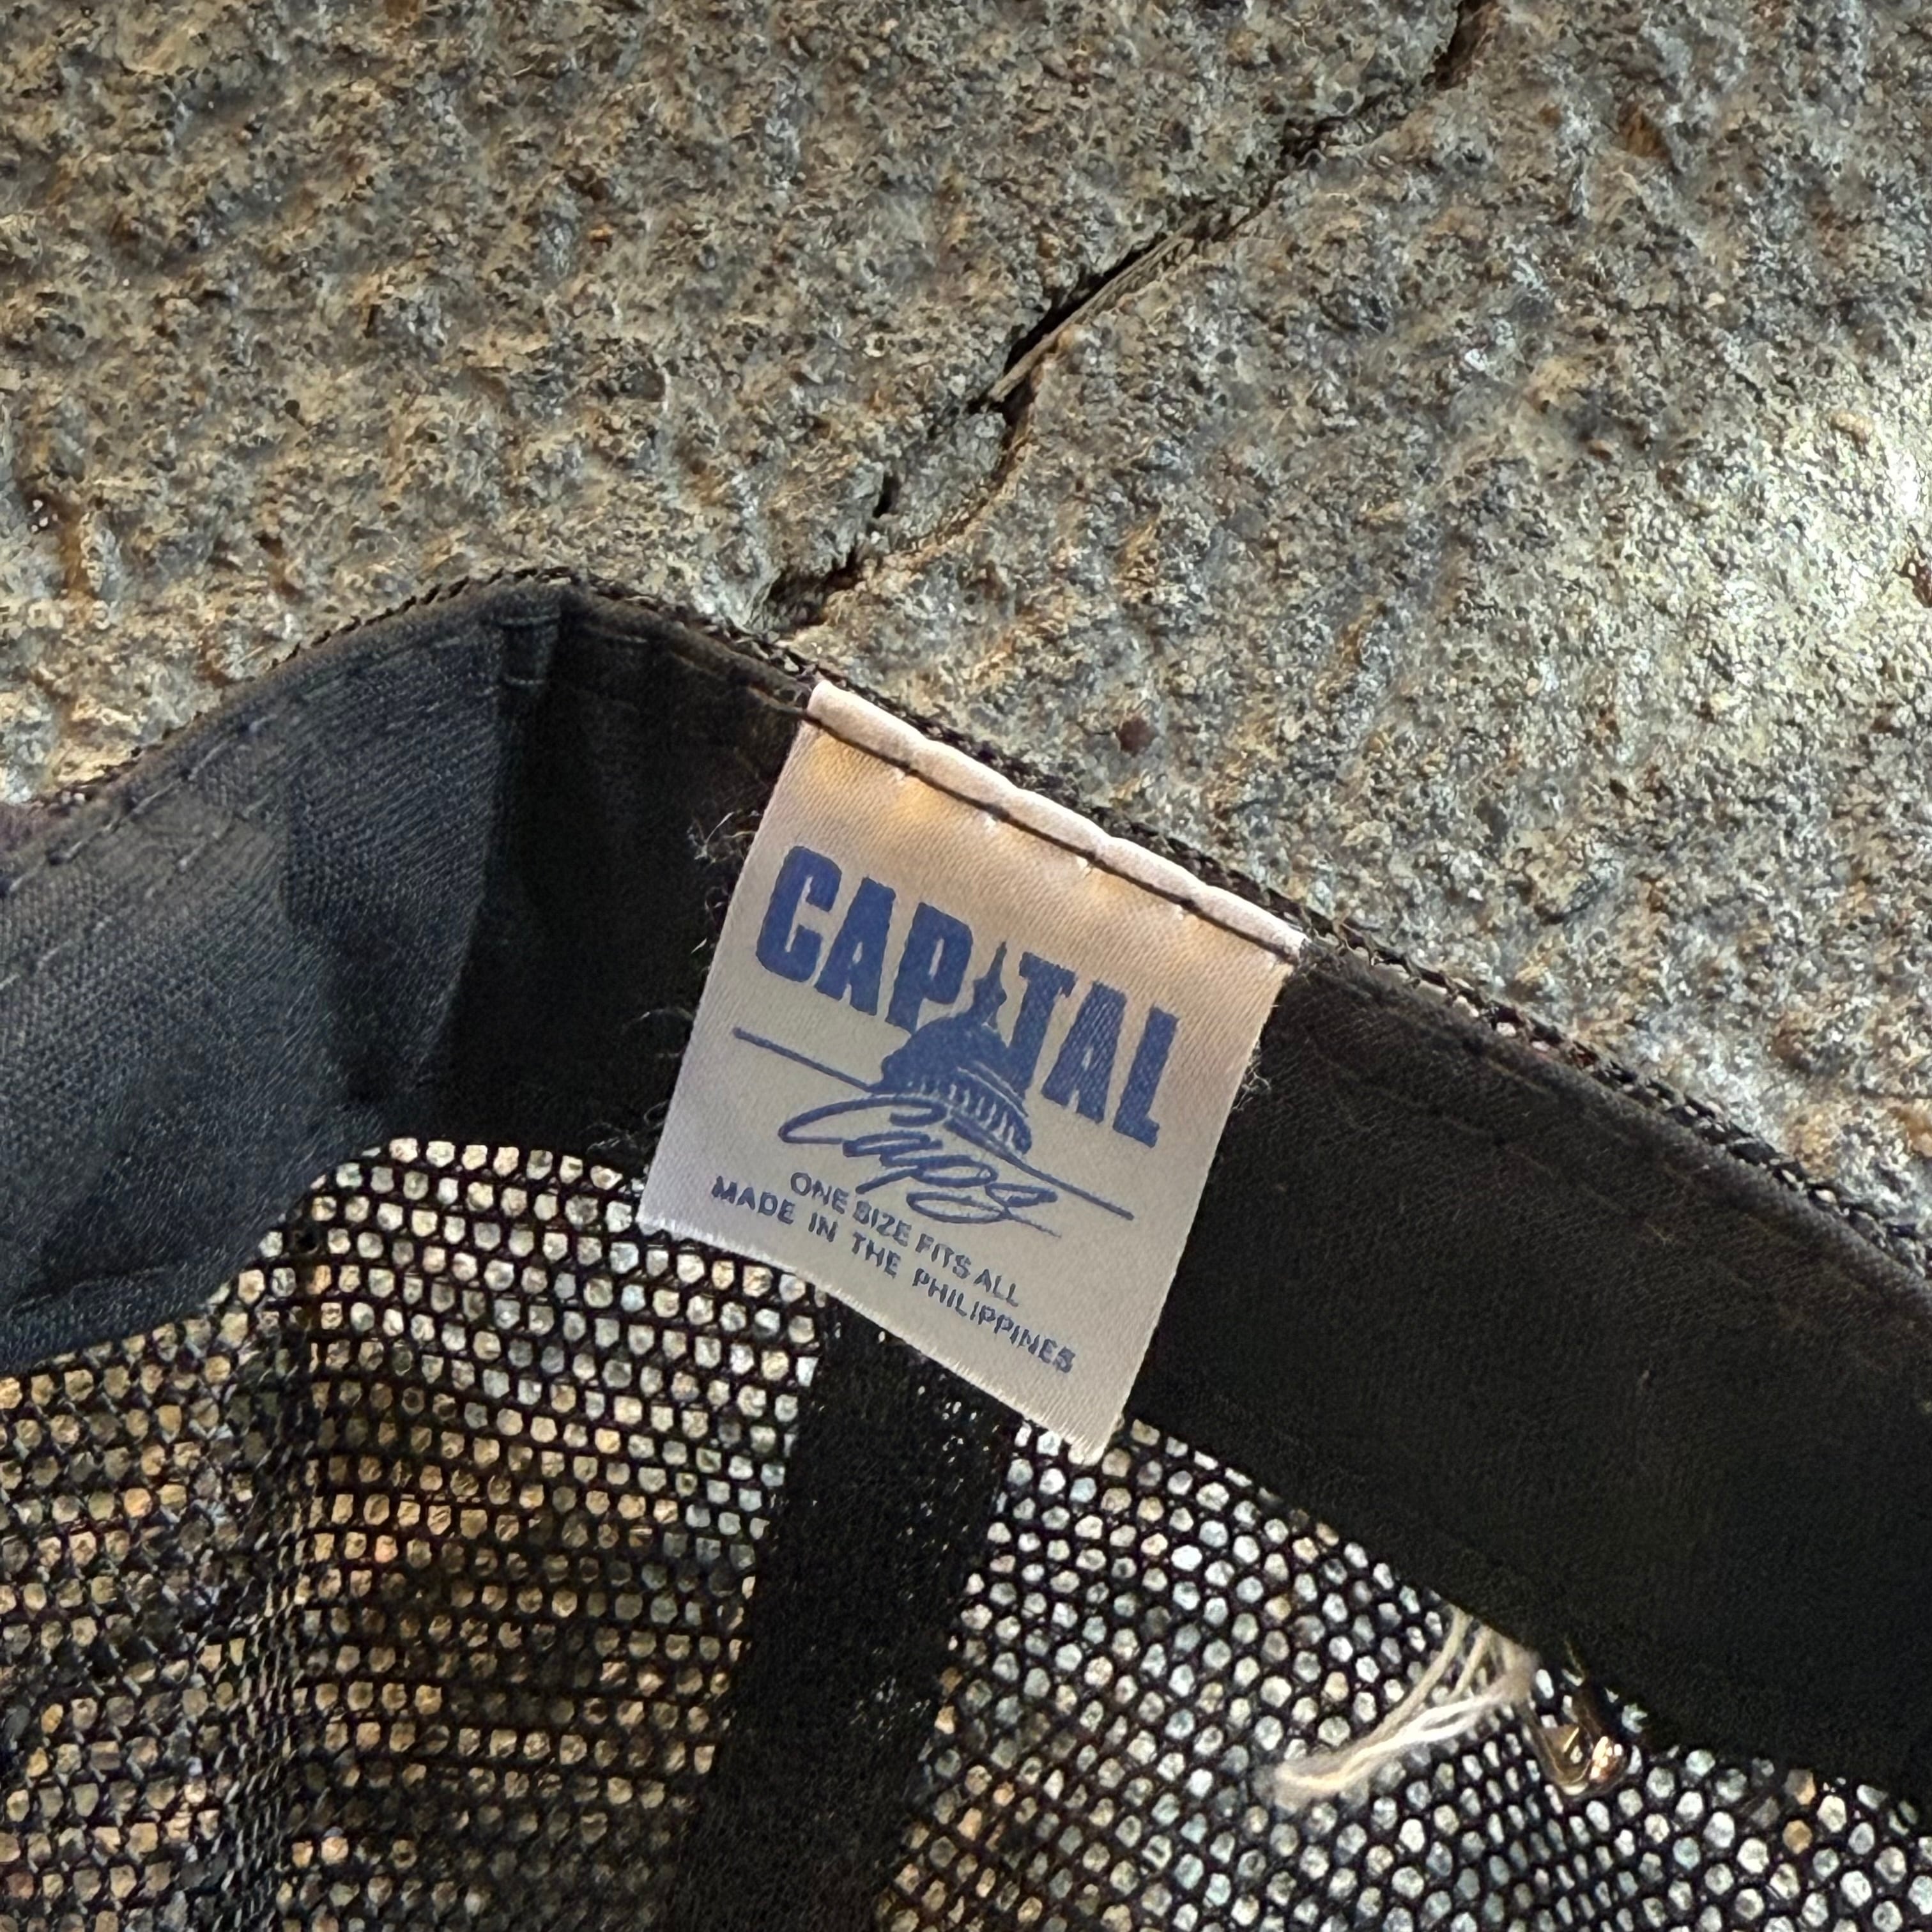 CAPITAL
Caps
ONE SIZE FITS ALL
MADE IN THE PHILIPPINES